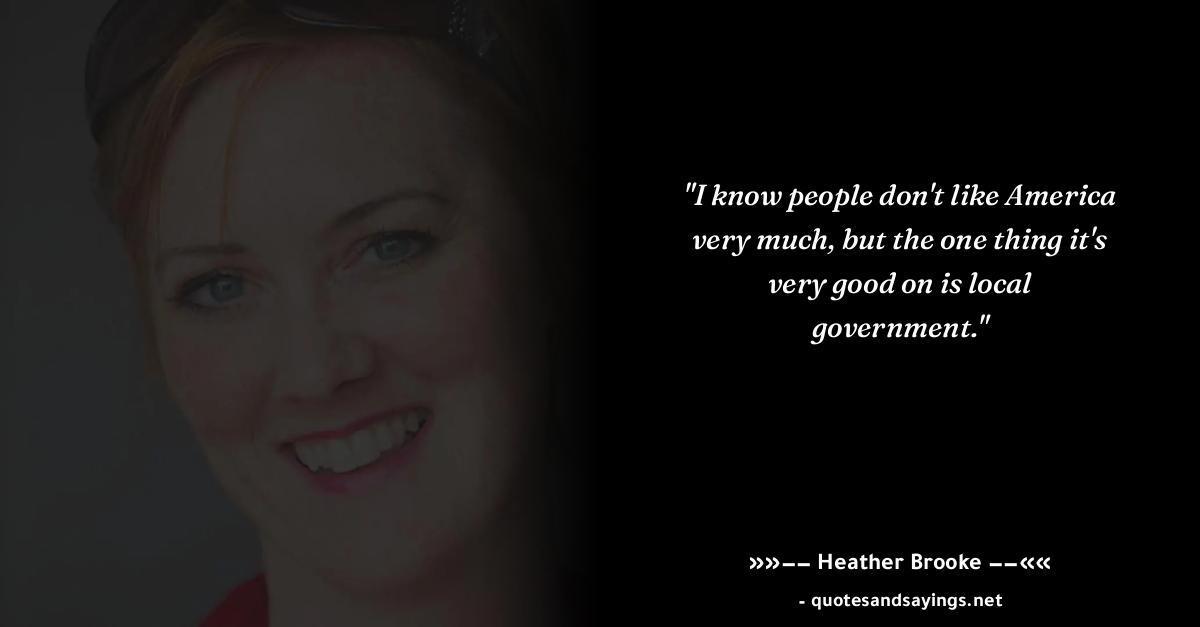 "I know people don't like America
very much, but the one thing it's
very good on is local
government."
»»–– Heather Brooke ––««
- quotesandsayings.net